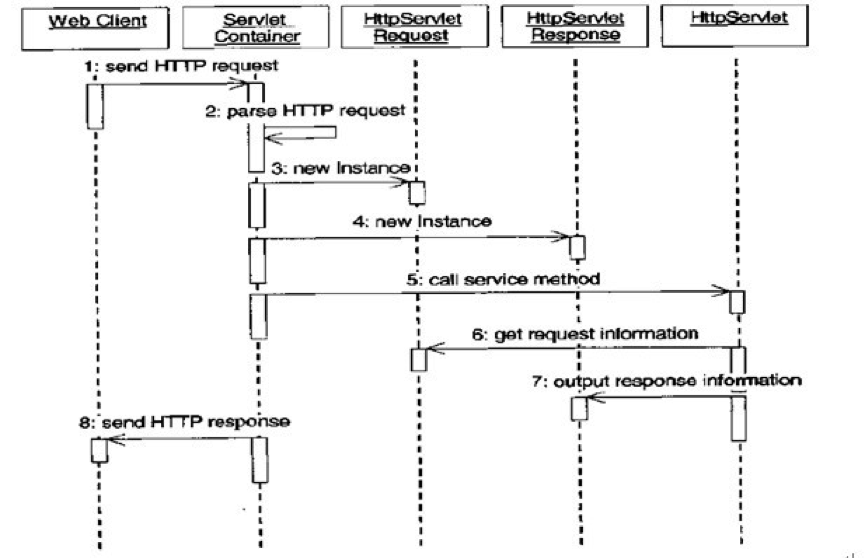 Web Client
Servlet
Container
HttpServlet
Request
HttpServlet
Response
HttpServlet
1: send HTTP request
2: parse HTTP request
3: new Instance
4: new Instance
5: call service method
6: get request information
7: output response information
8: send HTTP response